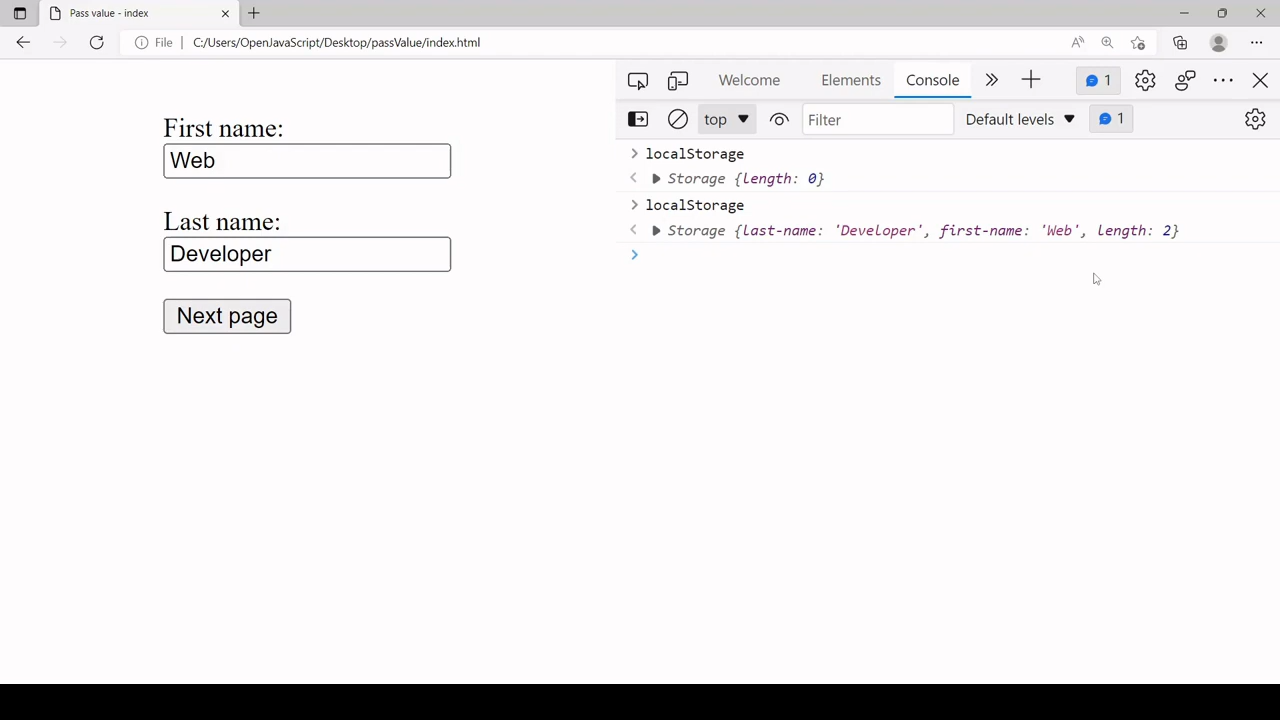 Pass value - index
File
C:/Users/OpenJavaScript/Desktop/passValue/index.html
First name:
Web
Last name:
Developer
Next page
Welcome Elements Console 1
top Filter Default levels 1
localStorage
Storage {length: 0}
localStorage
Storage {last-name: 'Developer', first-name: 'Web', length: 2}